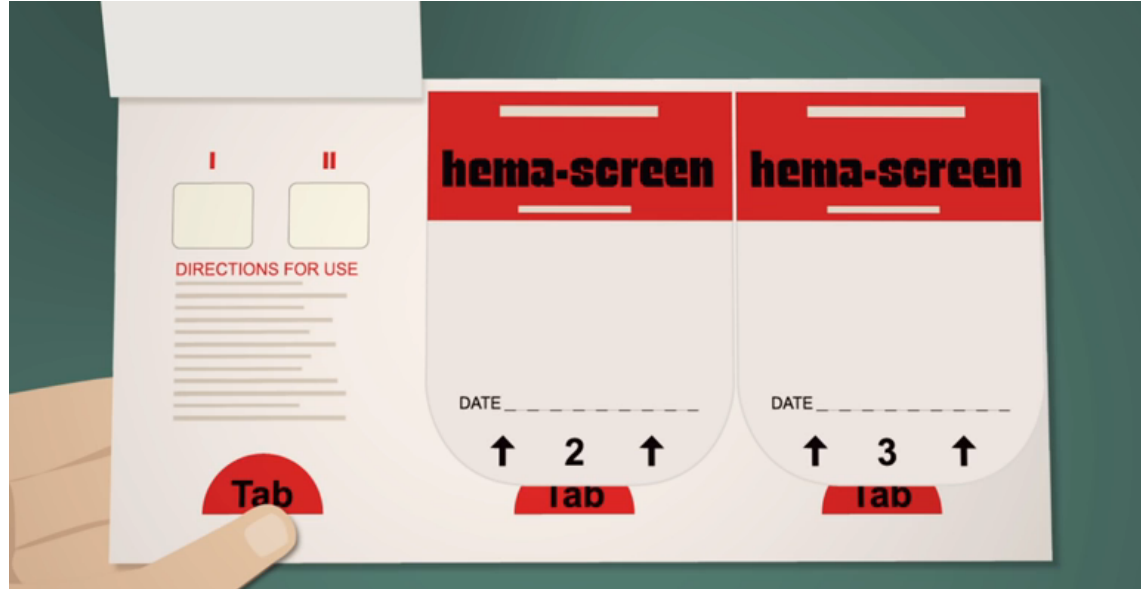 I II
DIRECTIONS FOR USE
Tab
hema-screen
DATE
2
Tab
hema-screen
DATE
3
Tab